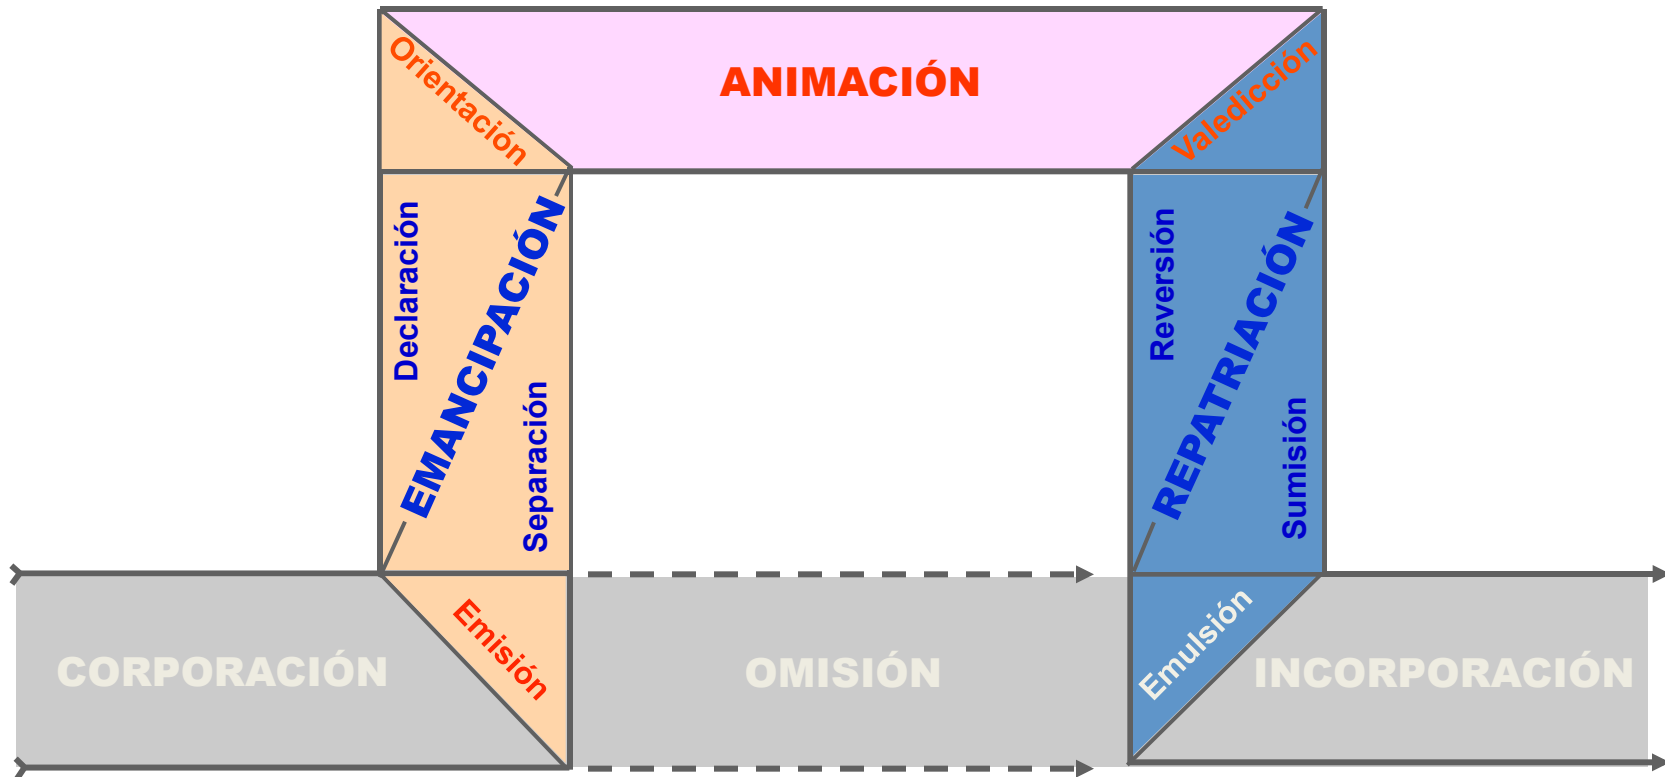 ANIMACIÓN
Orientación
Valedicción
Declaración
EMANCIPACIÓN
Separación
Reversión
REPATRIACIÓN
Sumisión
Emisión
Emulsión
CORPORACIÓN
OMISIÓN
INCORPORACIÓN